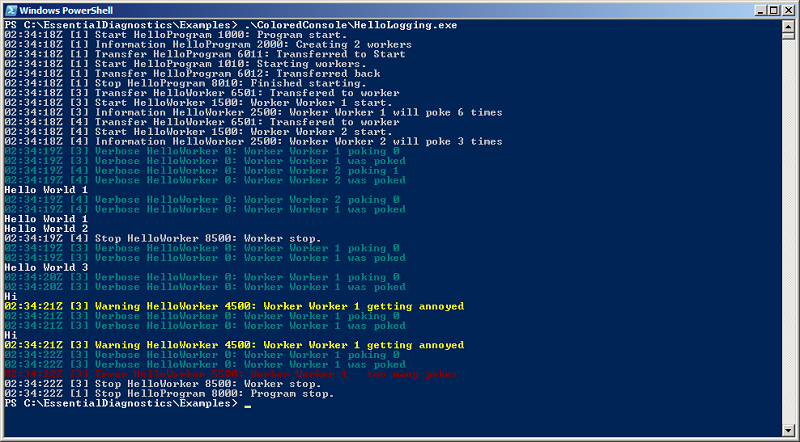 Windows PowerShell
PS C:\EssentialDiagnostics\Examples> .\ColoredConsole\HelloLogging.exe
02:34:18Z [1] Start HelloProgram 1000: Program start.
02:34:18Z [1] Information HelloProgram 2000: Creating 2 workers
02:34:18Z [1] Transfer HelloProgram 6011: Transferred to Start
02:34:18Z [1] Start HelloProgram 1010: Starting workers.
02:34:18Z [1] Transfer HelloProgram 6012: Transferred back
02:34:18Z [1] Stop HelloProgram 8010: Finished starting.
02:34:18Z [3] Transfer HelloWorker 6501: Transfered to worker
02:34:18Z [3] Start HelloWorker 1500: Worker Worker 1 start.
02:34:18Z [3] Information HelloWorker 2500: Worker Worker 1 will poke 6 times
02:34:18Z [4] Transfer HelloWorker 6501: Transfered to worker
02:34:18Z [4] Start HelloWorker 1500: Worker Worker 2 start.
02:34:18Z [4] Information HelloWorker 2500: Worker Worker 2 will poke 3 times
02:34:19Z [3] Verbose HelloWorker 0: Worker Worker 1 poking 0
02:34:19Z [3] Verbose HelloWorker 0: Worker Worker 1 was poked
02:34:19Z [4] Verbose HelloWorker 0: Worker Worker 2 poking 1
02:34:19Z [4] Verbose HelloWorker 0: Worker Worker 2 was poked
Hello World 1
02:34:19Z [4] Verbose HelloWorker 0: Worker Worker 2 poking 0
02:34:19Z [4] Verbose HelloWorker 0: Worker Worker 1 was poked
Hello World 1
Hello World 2
02:34:19Z [4] Stop HelloWorker 8500: Worker stop.
02:34:19Z [3] Verbose HelloWorker 0: Worker Worker 1 poking 0
02:34:19Z [3] Verbose HelloWorker 0: Worker Worker 1 was poked
Hello World 3
02:34:20Z [3] Verbose HelloWorker 0: Worker Worker 1 poking 0
02:34:20Z [3] Verbose HelloWorker 0: Worker Worker 1 was poked
Hi
02:34:21Z [3] Warning HelloWorker 4500: Worker Worker 1 getting annoyed
02:34:21Z [3] Verbose HelloWorker 0: Worker Worker 1 poking 0
02:34:21Z [3] Verbose HelloWorker 0: Worker Worker 1 was poked
Hi
02:34:21Z [3] Warning HelloWorker 4500: Worker Worker 1 getting annoyed
02:34:22Z [3] Verbose HelloWorker 0: Worker Worker 1 poking 0
02:34:22Z [3] Verbose HelloWorker 0: Worker Worker 1 was poked
02:34:22Z [3] Error HelloWorker 5500: Worker Worker 1 too many pokes
02:34:22Z [3] Stop HelloWorker 8500: Worker stop.
02:34:22Z [1] Stop HelloProgram 8000: Program stop.
PS C:\EssentialDiagnostics\Examples> _